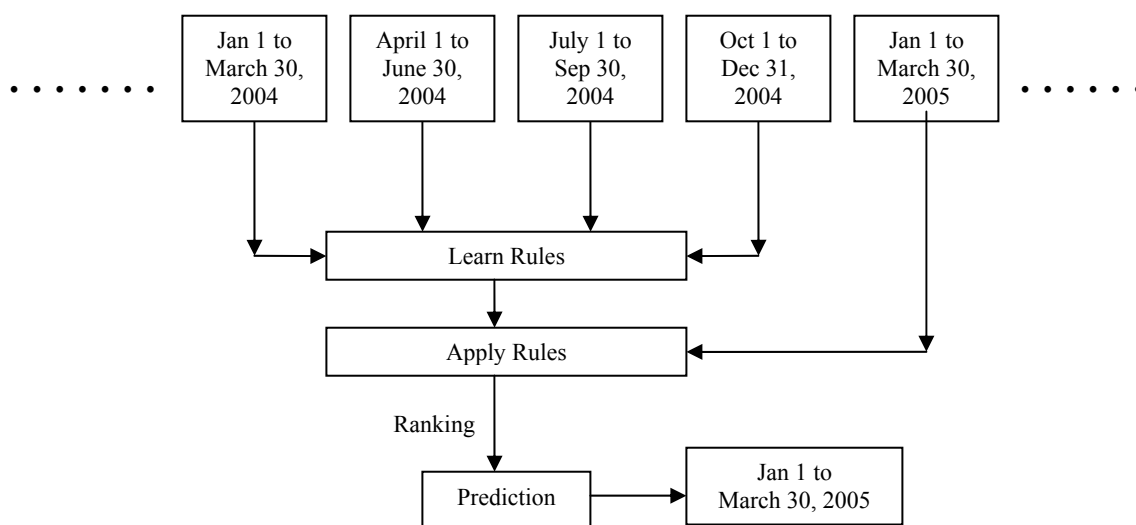 Jan 1 to
March 30,
2004
April 1 to
June 30,
2004
July 1 to
Sep 30,
2004
Oct 1 to
Dec 31,
2004
Jan 1 to
March 30,
2005
Learn Rules
Apply Rules
Ranking
Prediction
Jan 1 to
March 30, 2005